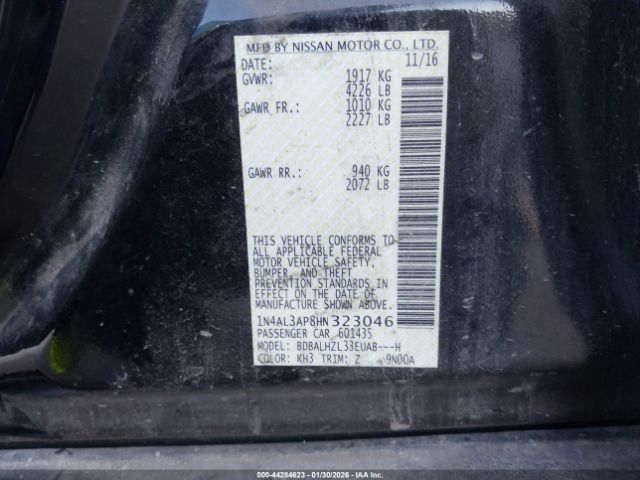 MFD BY NISSAN MOTOR CO., LTD.
DATE: 11/16
GVWR: 1917 KG
4226 LB
GAWR FR.: 1010 KG
2227 LB
GAWR RR.: 940 KG
2072 LB
THIS VEHICLE CONFORMS TO
ALL APPLICABLE FEDERAL
MOTOR VEHICLE SAFETY,
BUMPER, AND THEFT
PREVENTION STANDARDS IN
EFFECT ON THE DATE OF
MANUFACTURE SHOWN ABOVE.
1N4AL3AP8HN323046
PASSENGER CAR 601435
MODEL: BDBALHZL33EUAB---H
COLOR: KH3 TRIM: Z 9N00A
000-44284623 | 01/30/2026 - IAA Inc.